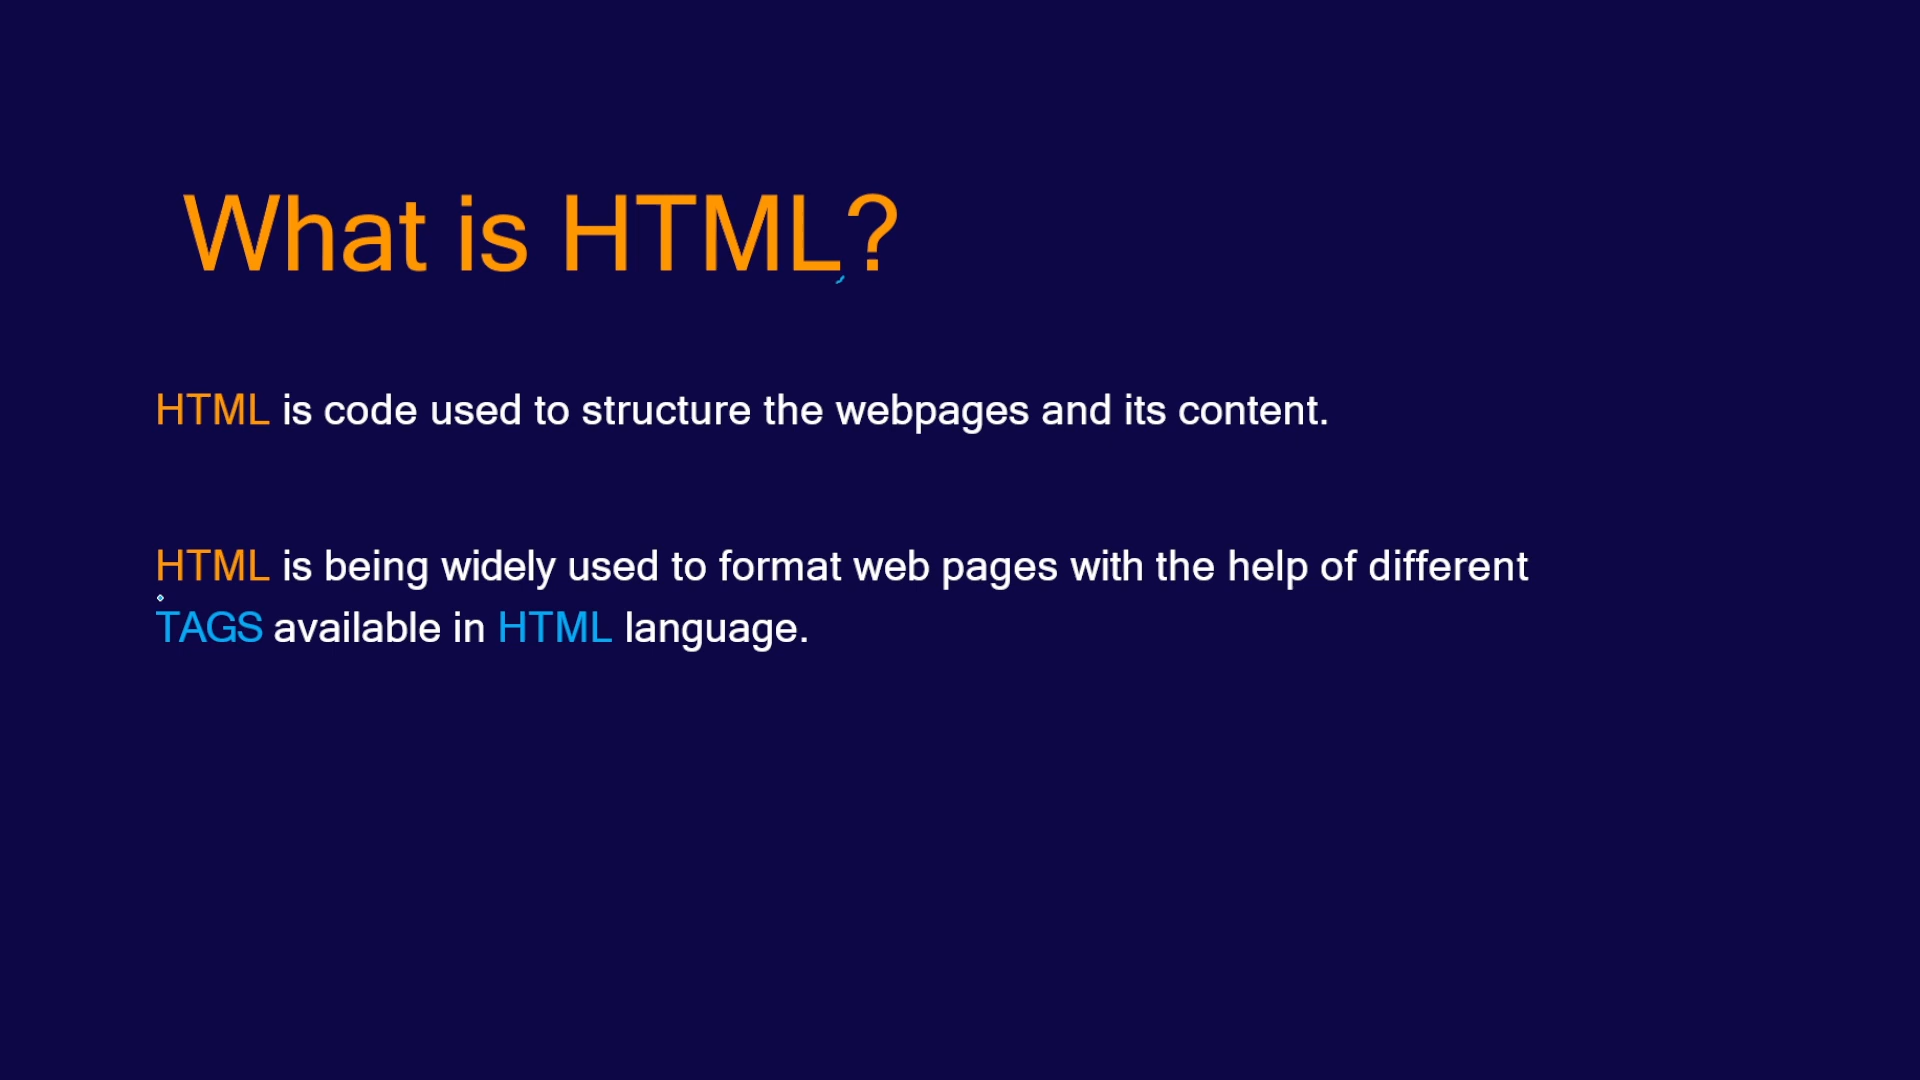 What is HTML?
HTML is code used to structure the webpages and its content.
HTML is being widely used to format web pages with the help of different
TAGS available in HTML language.